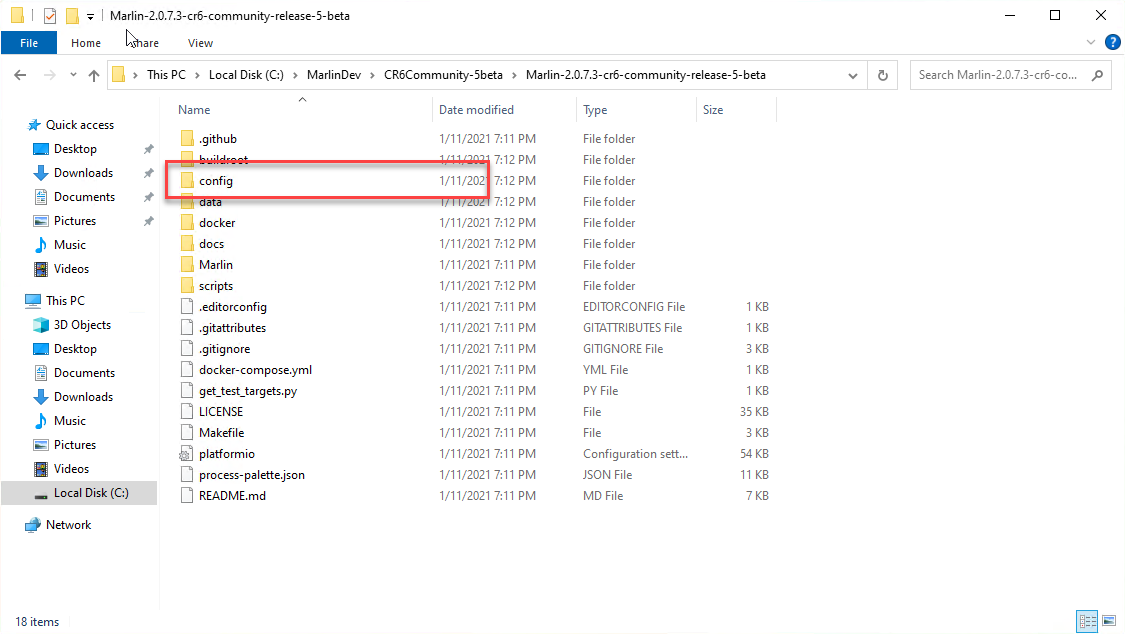 Marlin-2.0.7.3-cr6-community-release-5-beta
File Home Share View
This PC Local Disk (C:) MarlinDev CR6Community-5beta Marlin-2.0.7.3-cr6-community-release-5-beta Search Marlin-2.0.7.3-cr6-co...
Name Date modified Type Size
Quick access
Desktop
Downloads
Documents
Pictures
Music
Videos
This PC
3D Objects
Desktop
Documents
Downloads
Music
Pictures
Videos
Local Disk (C:)
Network
.github 1/11/2021 7:11 PM File folder
buildroot 1/11/2021 7:12 PM File folder
config 1/11/2021 7:12 PM File folder
data 1/11/2021 7:12 PM File folder
docker 1/11/2021 7:12 PM File folder
docs 1/11/2021 7:12 PM File folder
Marlin 1/11/2021 7:12 PM File folder
scripts 1/11/2021 7:12 PM File folder
.editorconfig 1/11/2021 7:11 PM EDITORCONFIG File 1 KB
.gitattributes 1/11/2021 7:11 PM GITATTRIBUTES File 1 KB
.gitignore 1/11/2021 7:11 PM GITIGNORE File 3 KB
docker-compose.yml 1/11/2021 7:11 PM YML File 1 KB
get_test_targets.py 1/11/2021 7:11 PM PY File 1 KB
LICENSE 1/11/2021 7:11 PM File 35 KB
Makefile 1/11/2021 7:11 PM File 3 KB
platformio 1/11/2021 7:11 PM Configuration sett... 54 KB
process-palette.json 1/11/2021 7:11 PM JSON File 11 KB
README.md 1/11/2021 7:11 PM MD File 7 KB
18 items